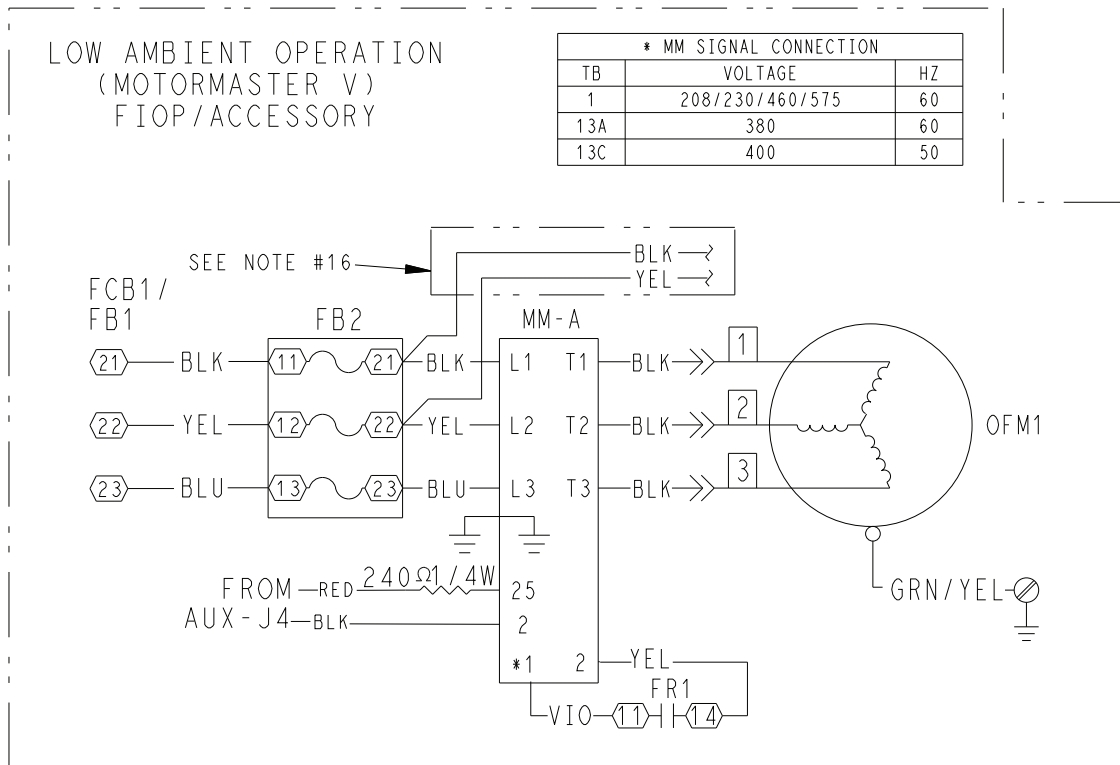 LOW AMBIENT OPERATION
(MOTORMASTER V)
FIOP/ACCESSORY
* MM SIGNAL CONNECTION
TB VOLTAGE HZ
1 208/230/460/575 60
13A 380 60
13C 400 50
SEE NOTE #16
BLK
YEL
FCB1/
FB1
FB2
MM-A
21 BLK 11 21 BLK L1 T1 BLK 1
22 YEL 12 22 YEL L2 T2 BLK 2
OFM1
23 BLU 13 23 BLU L3 T3 BLK 3
FROM RED 240Ω1/4W 25
GRN/YEL
AUX-J4 BLK 2
*1 2 YEL
FR1
VIO 11 14